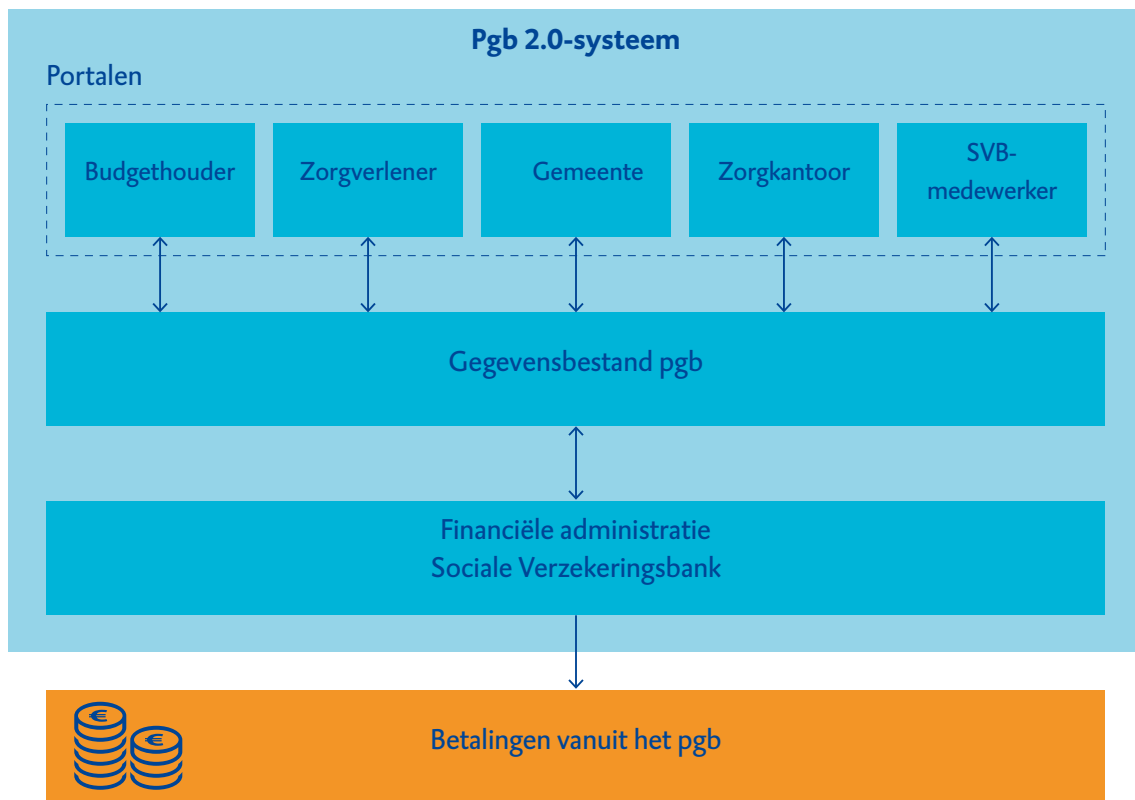 Pgb 2.0-systeem
Portalen
Budgethouder
Zorgverlener
Gemeente
Zorgkantoor
SVB-
medewerker
Gegevensbestand pgb
Financiële administratie
Sociale Verzekeringsbank
€
€
Betalingen vanuit het pgb